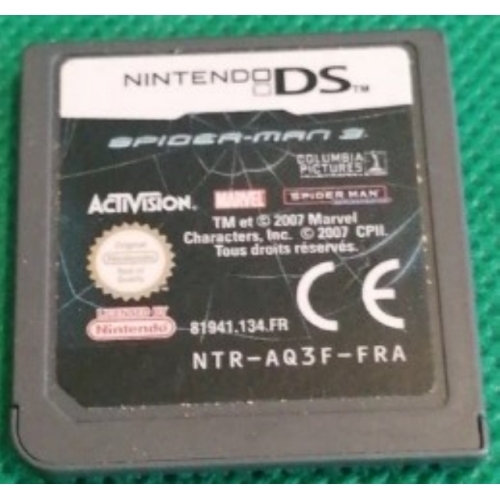 NINTENDO DS™
SPIDER-MAN 3
COLUMBIA
PICTURES
ACTIVISION. MARVEL SPIDER MAN
TM et © 2007 Marvel
Characters, Inc. © 2007 CPII.
Tous droits réservés.
Original
Nintendo
Seal of
Quality
LICENSED BY
Nintendo
81941.134.FR
CE
NTR-AQ3F-FRA